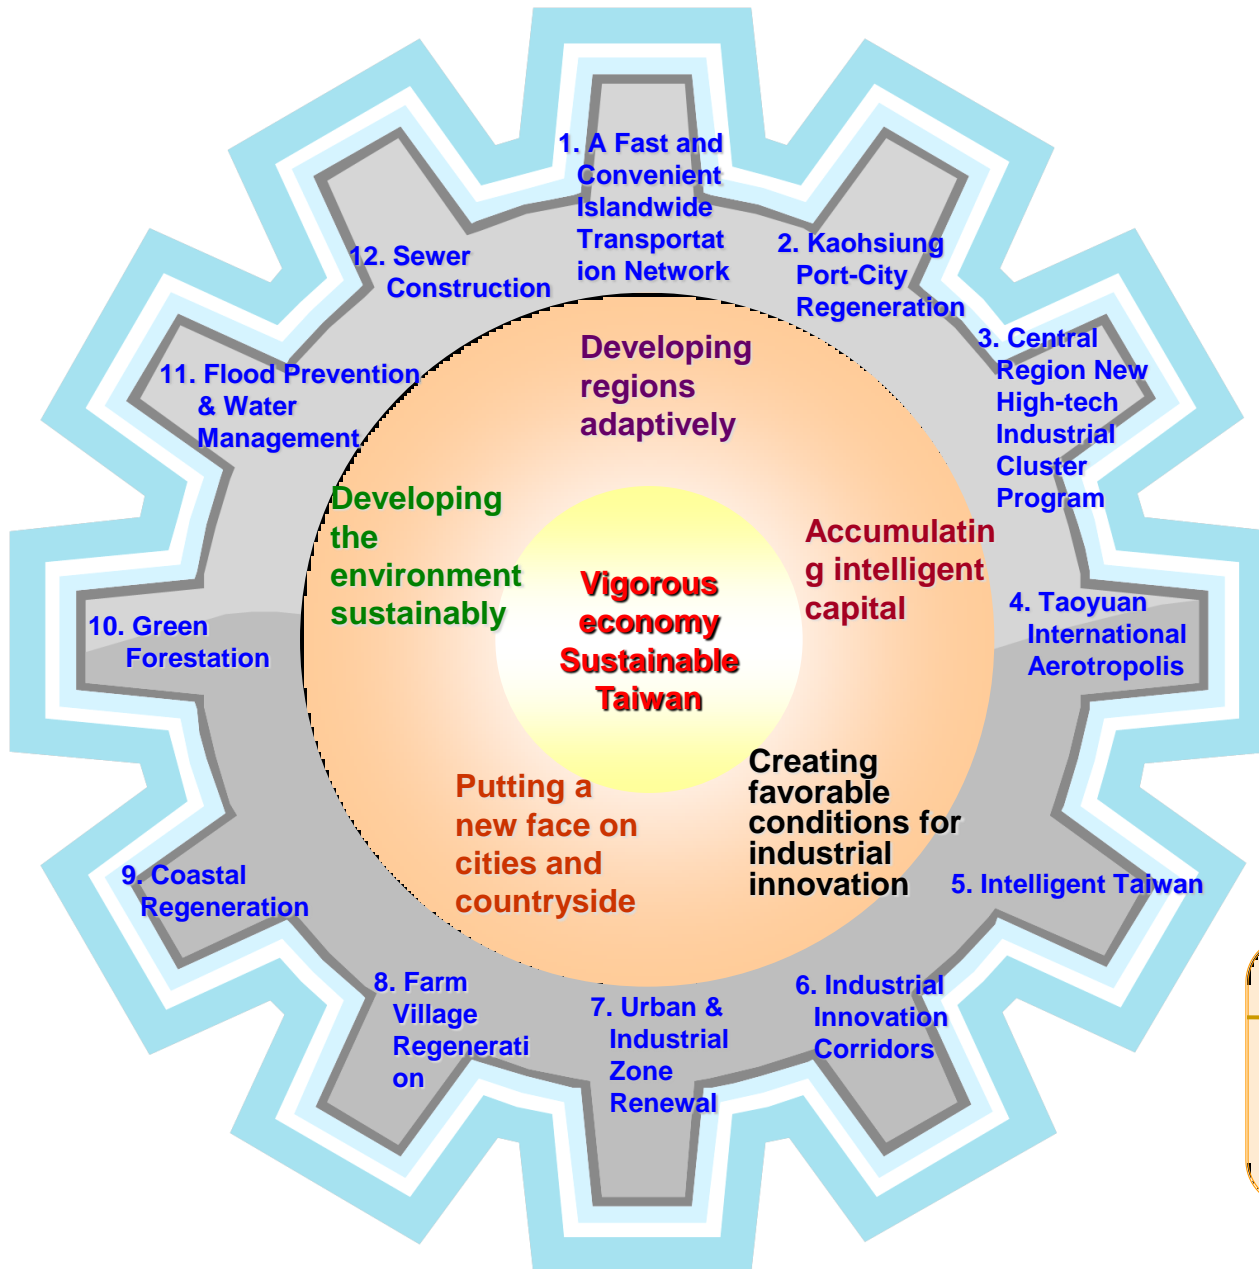 1. A Fast and
Convenient
Islandwide
Transportat
ion Network
2. Kaohsiung
Port-City
Regeneration
3. Central
Region New
High-tech
Industrial
Cluster
Program
4. Taoyuan
International
Aerotropolis
5. Intelligent Taiwan
6. Industrial
Innovation
Corridors
7. Urban &
Industrial
Zone
Renewal
8. Farm
Village
Regenerati
on
9. Coastal
Regeneration
10. Green
Forestation
11. Flood Prevention
& Water
Management
12. Sewer
Construction
Developing
regions
adaptively
Accumulatin
g intelligent
capital
Creating
favorable
conditions for
industrial
innovation
Putting a
new face on
cities and
countryside
Developing
the
environment
sustainably
Vigorous
economy
Sustainable
Taiwan